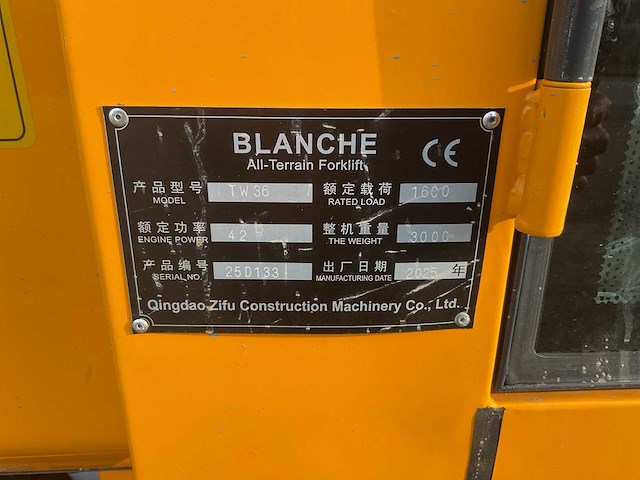 BLANCHE
All-Terrain Forklift
CE
产品型号 TW36 额定载荷 1600
MODEL RATED LOAD
额定功率 42 整机重量 3000
ENGINE POWER THE WEIGHT
产品编号 25D133 出厂日期 2025 年
SERIAL NO. MANUFACTURING DATE
Qingdao Zifu Construction Machinery Co., Ltd.